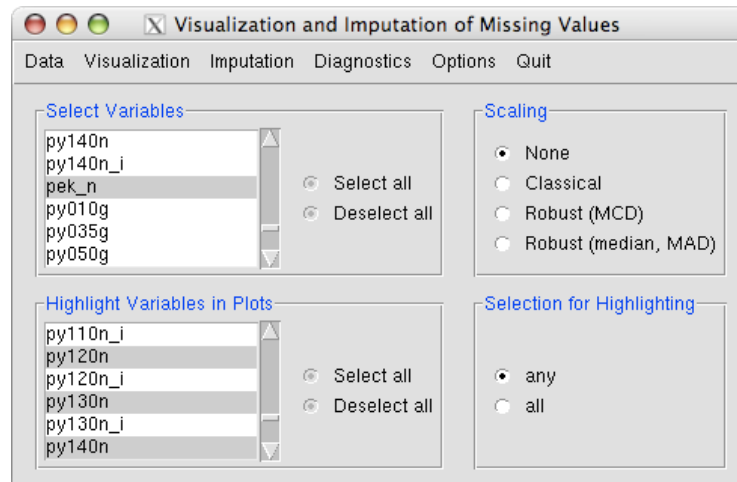 Visualization and Imputation of Missing Values
Data Visualization Imputation Diagnostics Options Quit
Select Variables
py140n
py140n_i
pek_n
py010g
py035g
py050g
Select all
Deselect all
Scaling
None
Classical
Robust (MCD)
Robust (median, MAD)
Highlight Variables in Plots
py110n_i
py120n
py120n_i
py130n
py130n_i
py140n
Select all
Deselect all
Selection for Highlighting
any
all